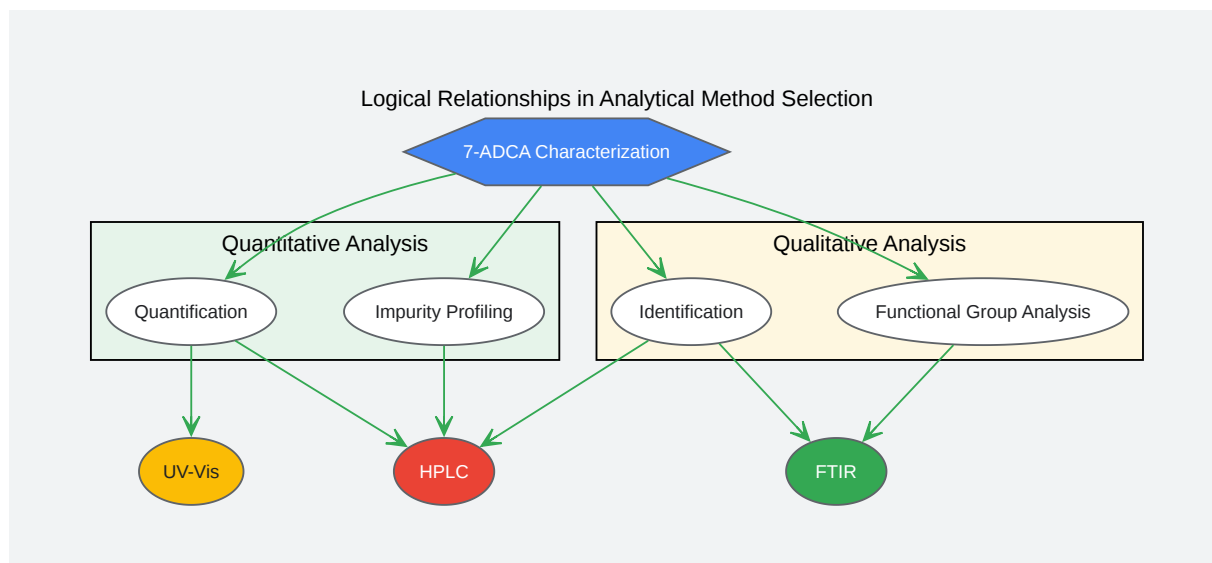 Logical Relationships in Analytical Method Selection
7-ADCA Characterization
Quantitative Analysis
Qualitative Analysis
Quantification
Impurity Profiling
Identification
Functional Group Analysis
UV-Vis
HPLC
FTIR